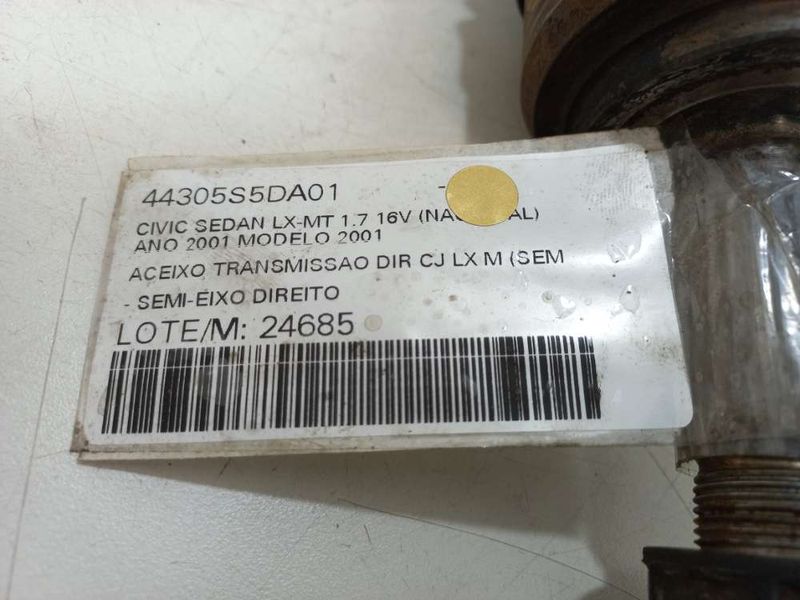 44305S5DA01 -
CIVIC SEDAN LX-MT 1.7 16V
ANO 2001 MODELO 2001
ACEIXO TRANSMISSAO DIR CJ LX M (SEM
- SEMI-EIXO DIREITO
LOTE/M: 24685